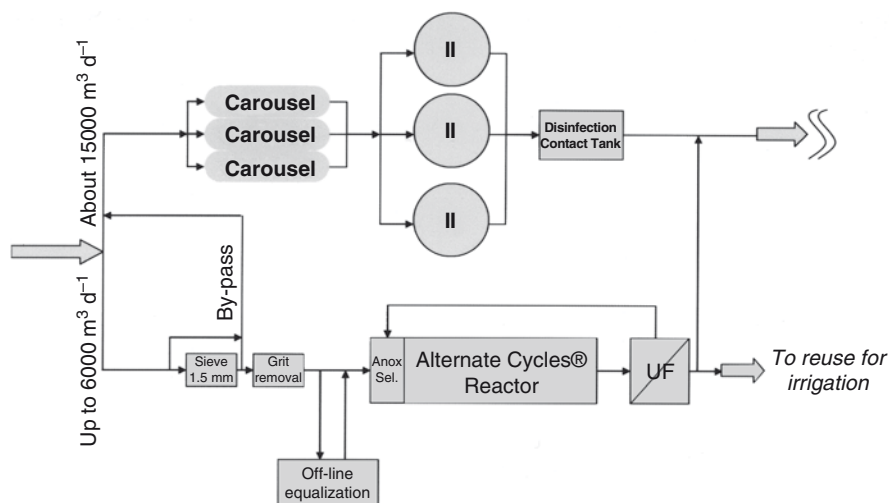 About 15000 m³ d⁻¹
Carousel
Carousel
Carousel
II
II
II
Disinfection
Contact Tank
Up to 6000 m³ d⁻¹
By-pass
Sieve
1.5 mm
Grit
removal
Off-line
equalization
Anox
Sel.
Alternate Cycles®
Reactor
UF
To reuse for
irrigation